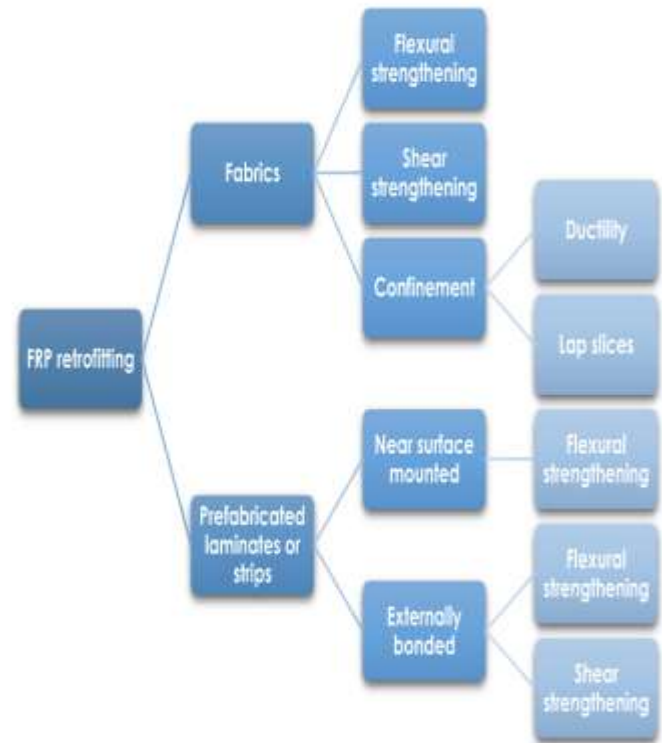 Flexural
strengthening
Fabrics
Shear
strengthening
Ductility
Confinement
FRP retrofitting
Lap slices
Near surface
mounted
Flexural
strengthening
Prefabricated
laminates or
strips
Flexural
strengthening
Externally
bonded
Shear
strengthening